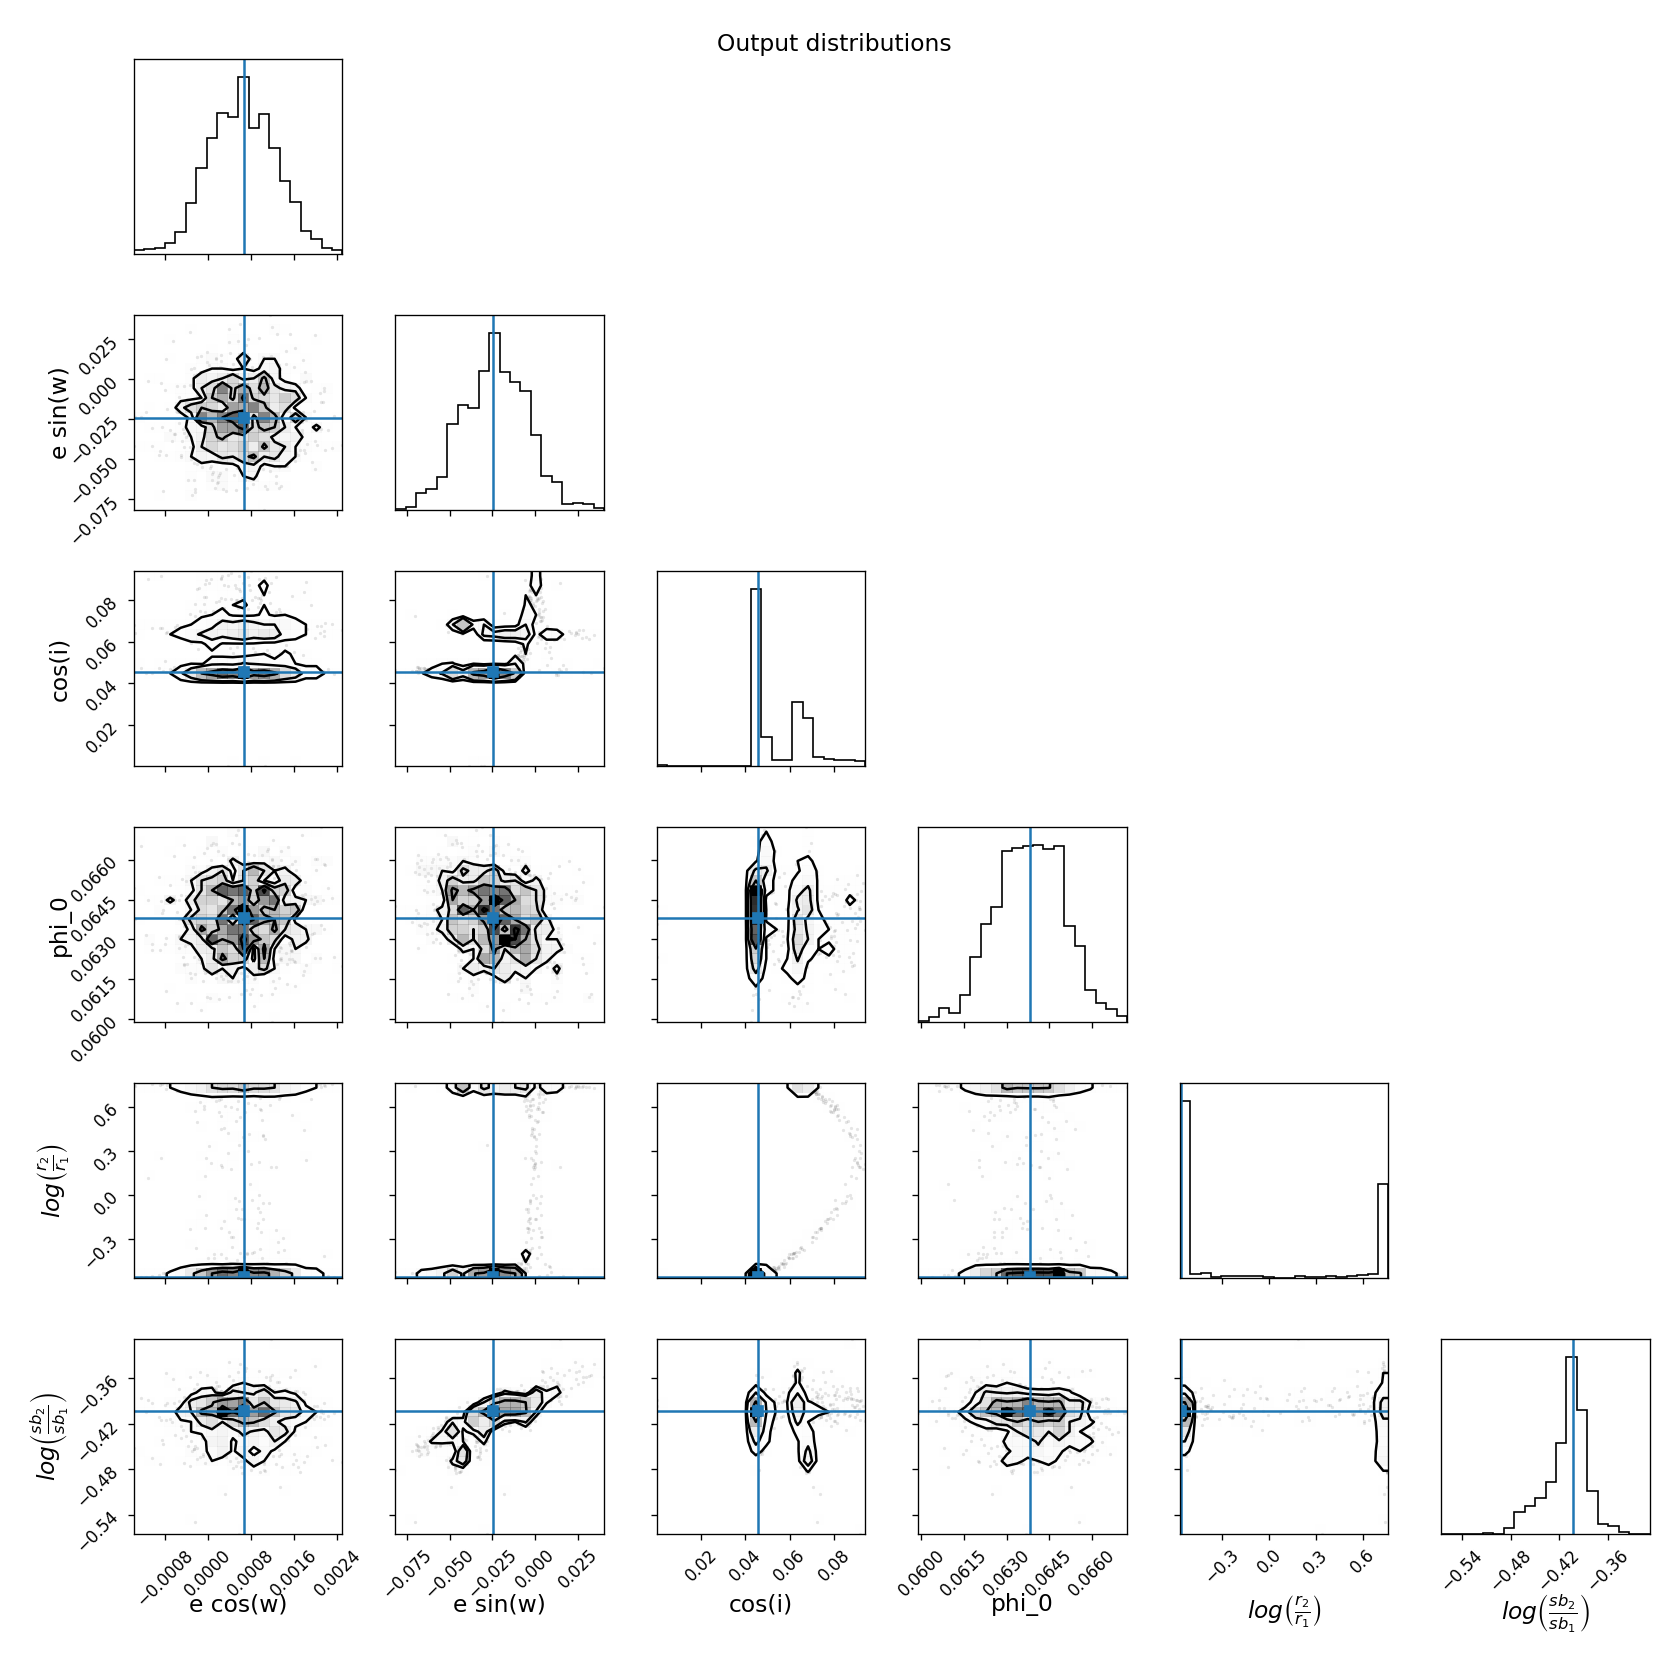 Output distributions
e sin(w)
0.025
0.000
−0.025
−0.050
−0.075
cos(i)
0.08
0.06
0.04
0.02
phi_0
0.0660
0.0645
0.0630
0.0615
0.0600
log(r2/r1)
0.6
0.3
0.0
−0.3
log(sb2/sb1)
−0.36
−0.42
−0.48
−0.54
−0.0008 0.0000 0.0008 0.0016 0.0024
−0.075 −0.050 −0.025 0.000 0.025
0.02 0.04 0.06 0.08
0.0600 0.0615 0.0630 0.0645 0.0660
−0.3 0.0 0.3 0.6
−0.54 −0.48 −0.42 −0.36
e cos(w)
e sin(w)
cos(i)
phi_0
log(r2/r1)
log(sb2/sb1)